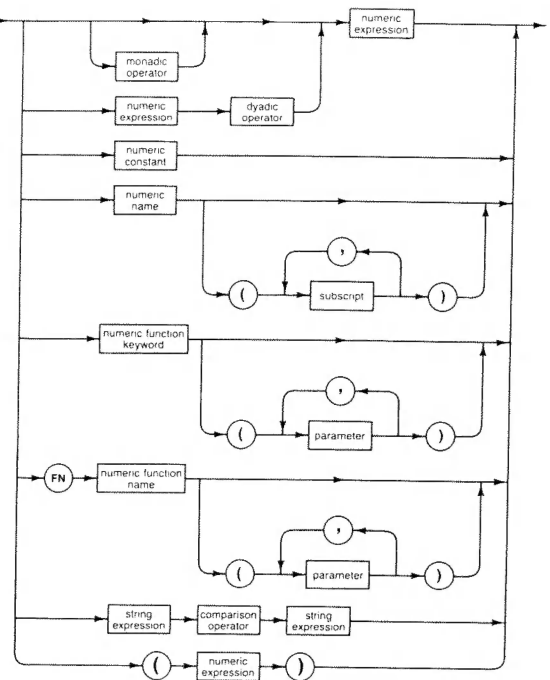 numeric
expression
monadic
operator
numeric
expression
dyadic
operator
numeric
constant
numeric
name
,
(
subscript
)
numeric function
keyword
,
(
parameter
)
FN
numeric function
name
,
(
parameter
)
string
expression
comparison
operator
string
expression
(
numeric
expression
)